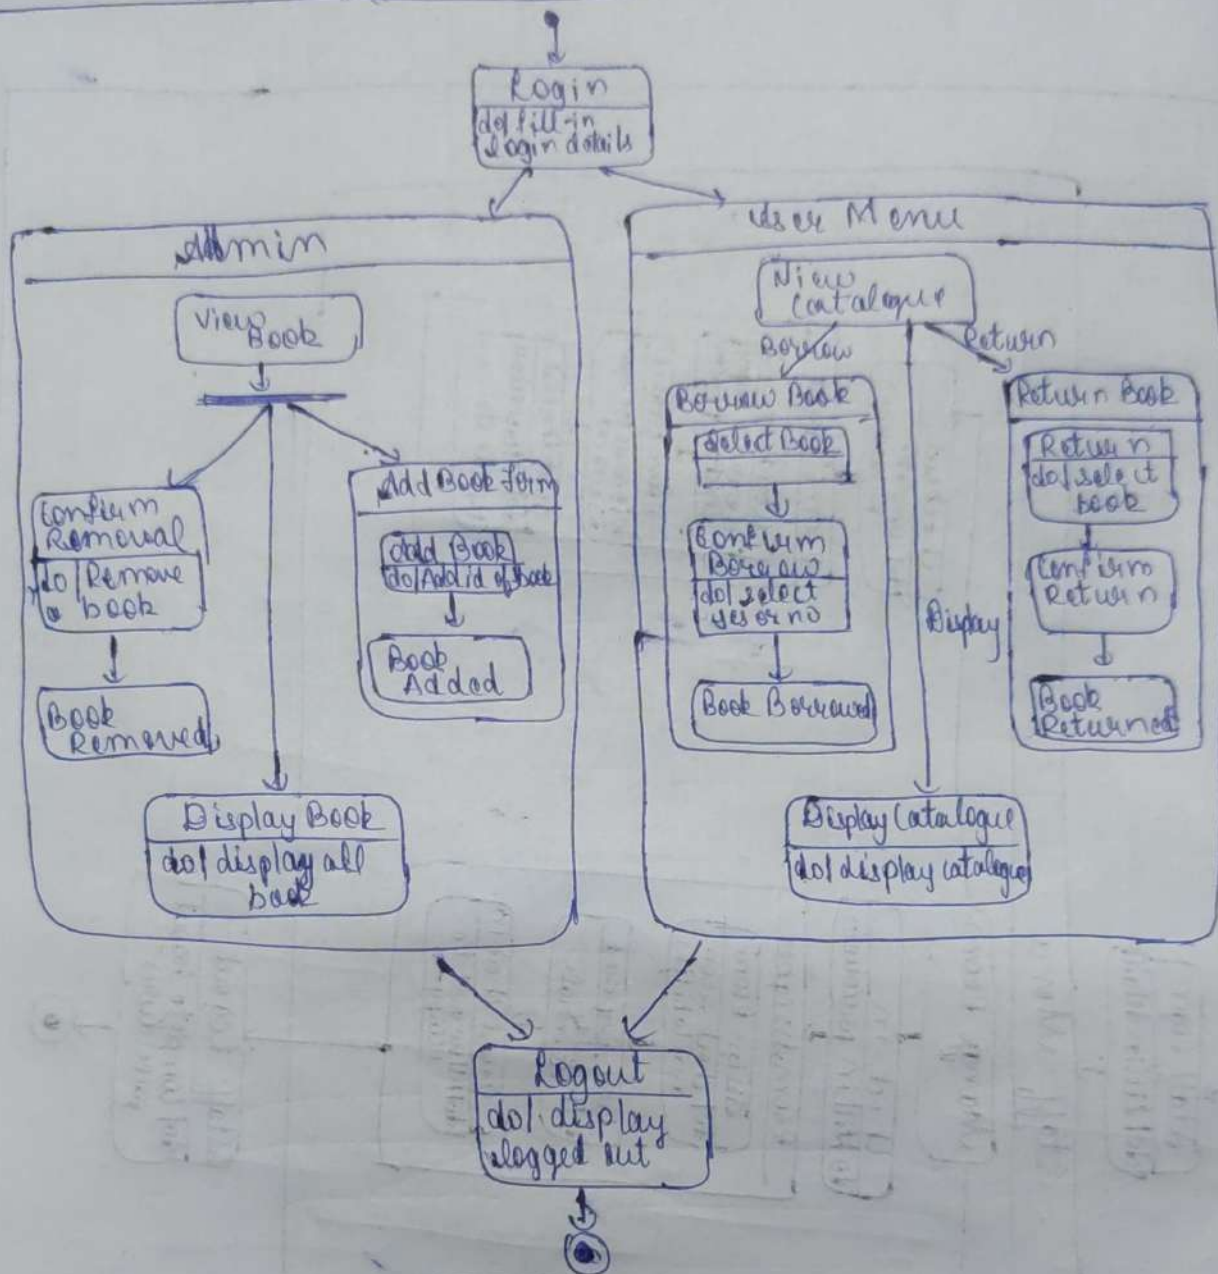 Login
do/fill-in
login details
Admin
View
Book
Confirm
Removal
do/Remove
a book
Book
Removed
Add Book Form
Add Book
do/Add id of Book
Book
Added
Display Book
do/display all
book
User Menu
View
Catalogue
Borrow
Return
Display
Borrow Book
Select Book
Confirm
Borrow
do/select
yes or no
Book Borrowed
Return Book
Return
do/select
book
Confirm
Return
Book
Returned
Display Catalogue
do/display catalogue
Logout
do/display
logged out